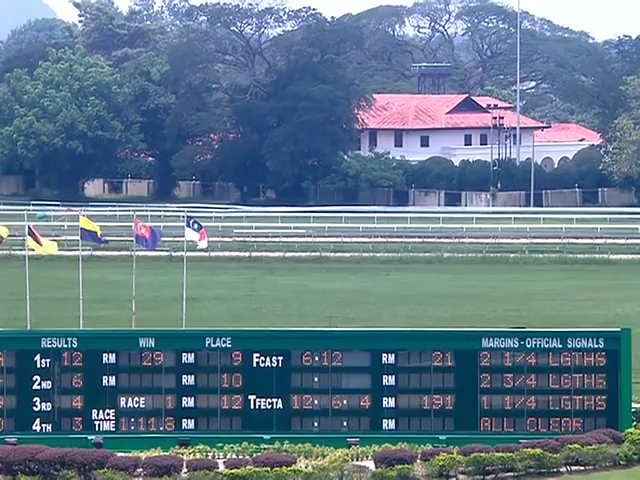 RESULTS WIN PLACE MARGINS - OFFICIAL SIGNALS
1ST 12 RM 29 RM 9 FCAST 6:12 RM 21 2 1/4 LGTHS
2ND 6 RM RM 10 : RM 2 3/4 LGTHS
3RD 4 RACE 1 RM 12 TFECTA 12:6:4 RM 191 1 1/4 LGTHS
4TH 3 RACE TIME 1:11.8 RM : : RM ALL CLEAR